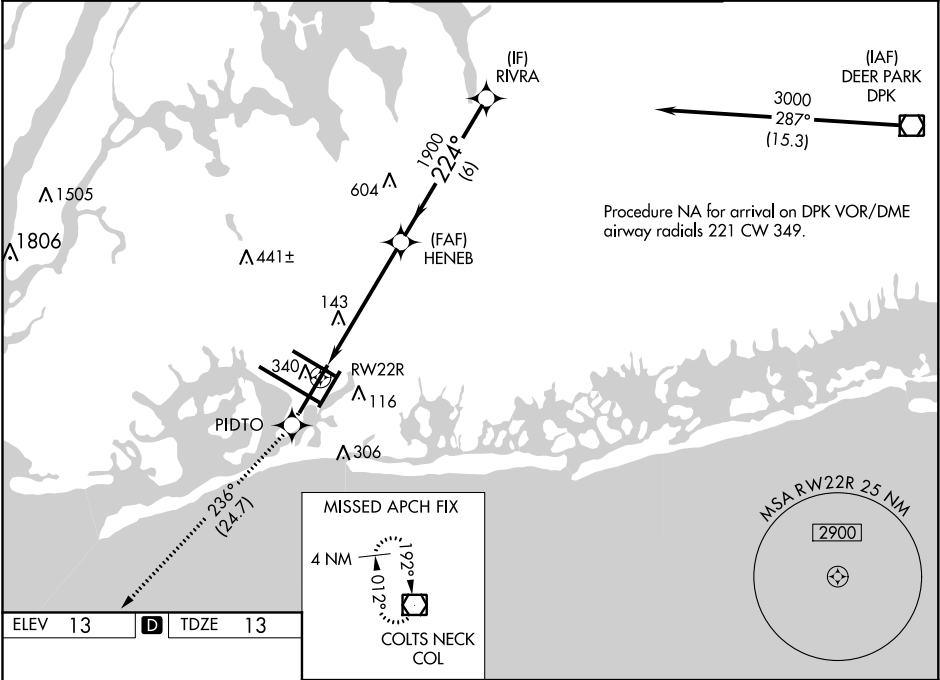 (IF)
RIVRA
(IAF)
DEER PARK
DPK
3000
287°
(15.3)
1900
224°
(6)
604
1505
1806
Procedure NA for arrival on DPK VOR/DME
airway radials 221 CW 349.
(FAF)
HENEB
441±
143
340
RW22R
116
PIDTO
306
236°
(24.7)
MISSED APCH FIX
4 NM
192°
012°
COLTS NECK
COL
MSA RW22R 25 NM
2900
ELEV 13 D TDZE 13